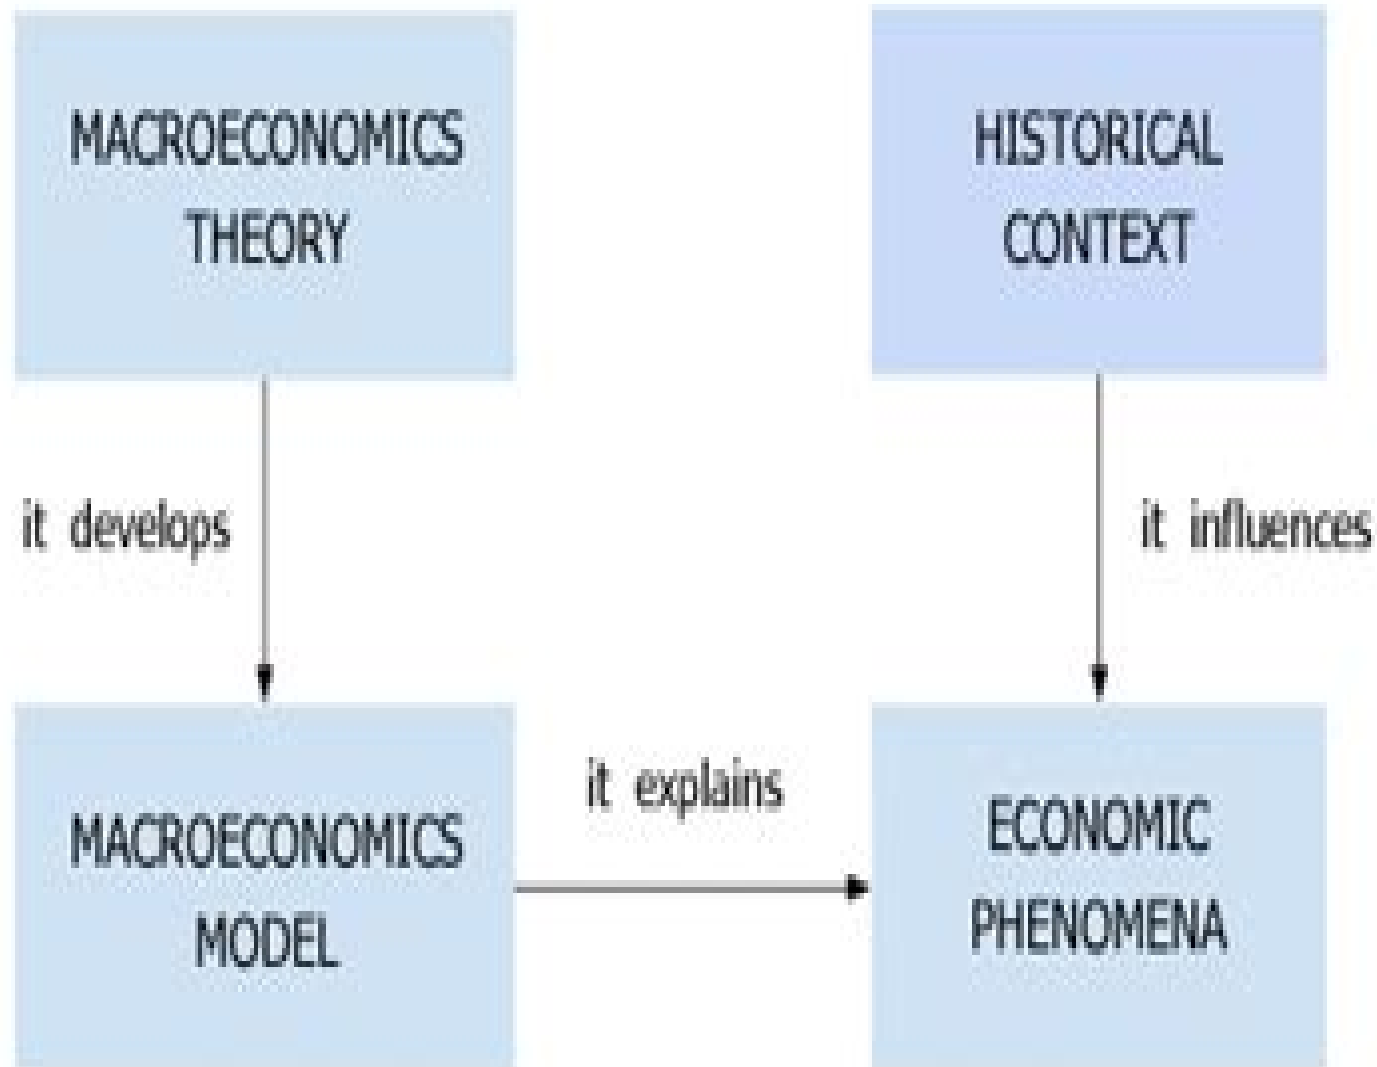 MACROECONOMICS
THEORY
HISTORICAL
CONTEXT
it develops
it influences
it explains
MACROECONOMICS
MODEL
ECONOMIC
PHENOMENA